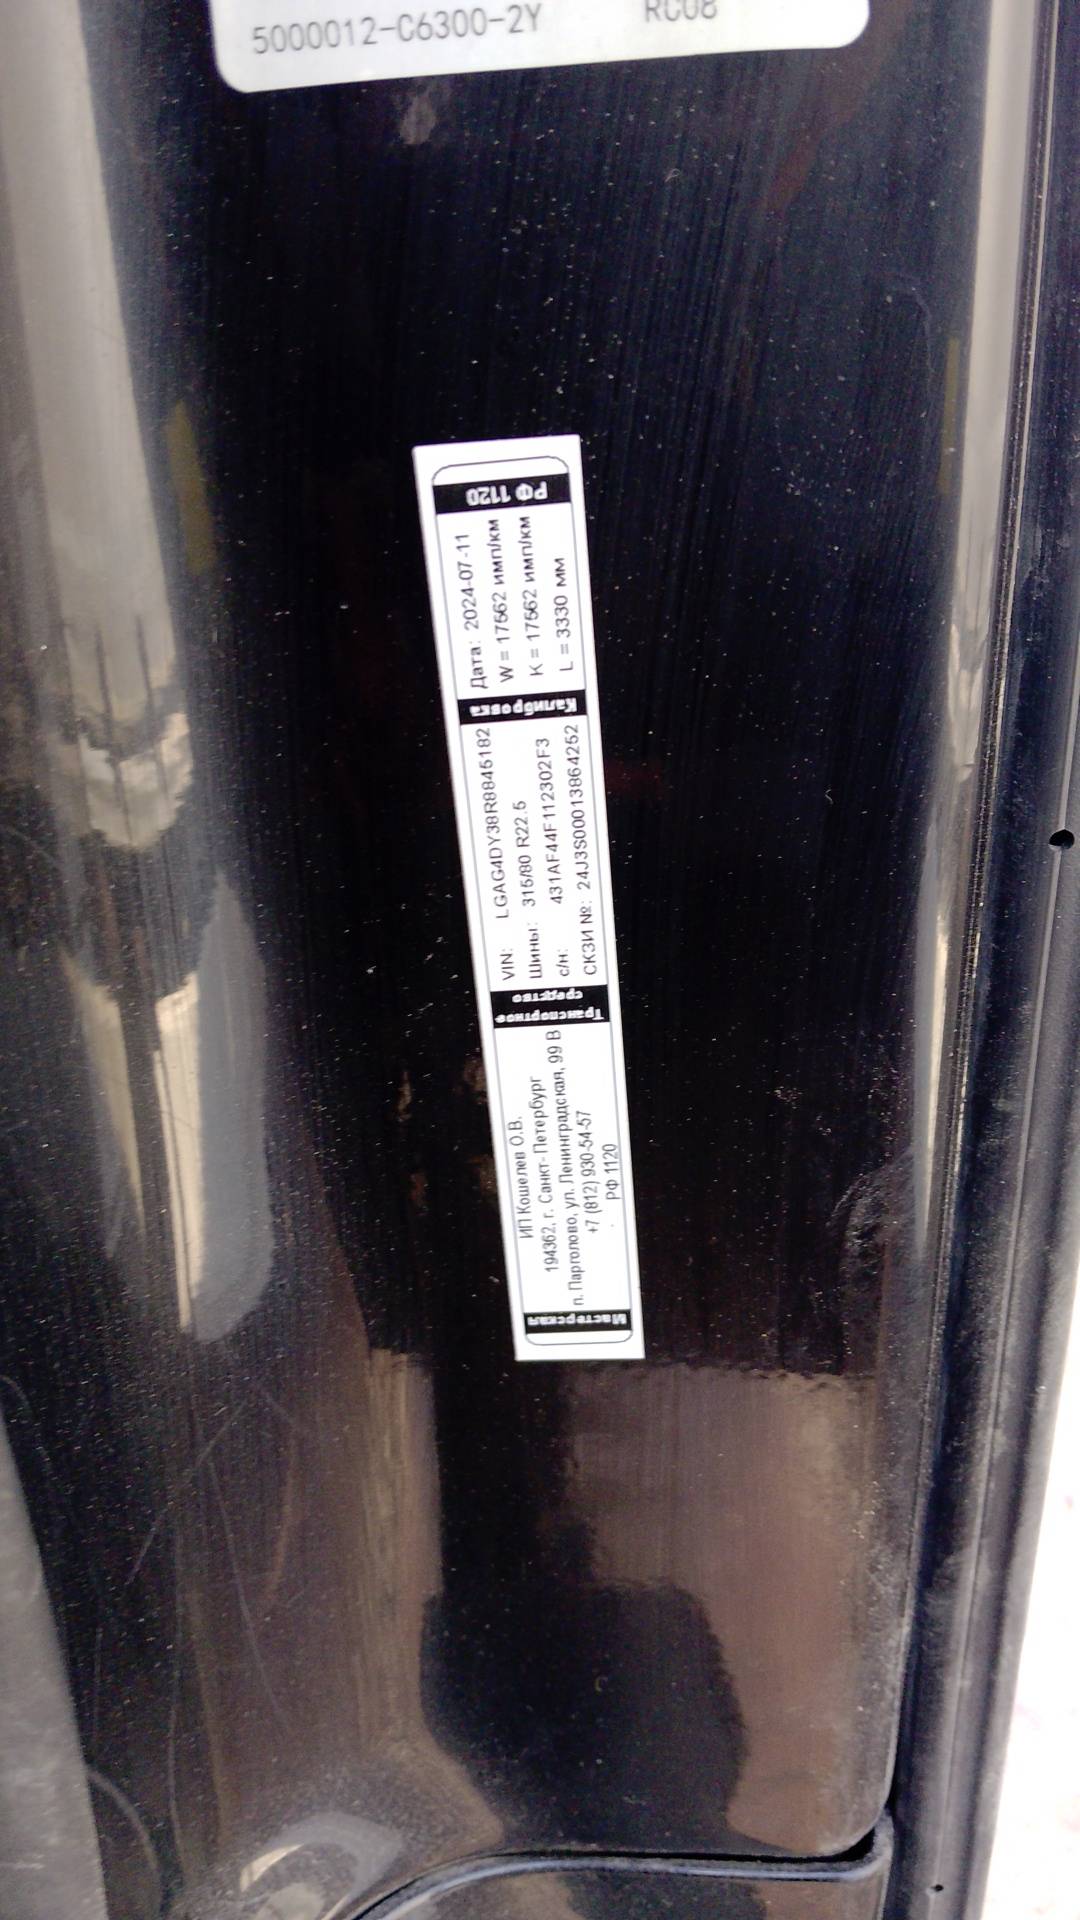 5000012-C6300-2Y
RC08
Мастерская
ИП Кошелев О.В.
194362, г. Санкт-Петербург
п. Парголово, ул. Ленинградская, 99 В
+7 (812) 930-54-57
РФ 1120
Транспортное
средство
VIN: LGAG4DY38R8845182
Шины: 315/80 R22.5
с/н: 431AF44F112302F3
СКЗИ №: 24J3S00013864252
Калибровка
Дата: 2024-07-11
W = 17562 имп/км
K = 17562 имп/км
L = 3330 мм
РФ 1120